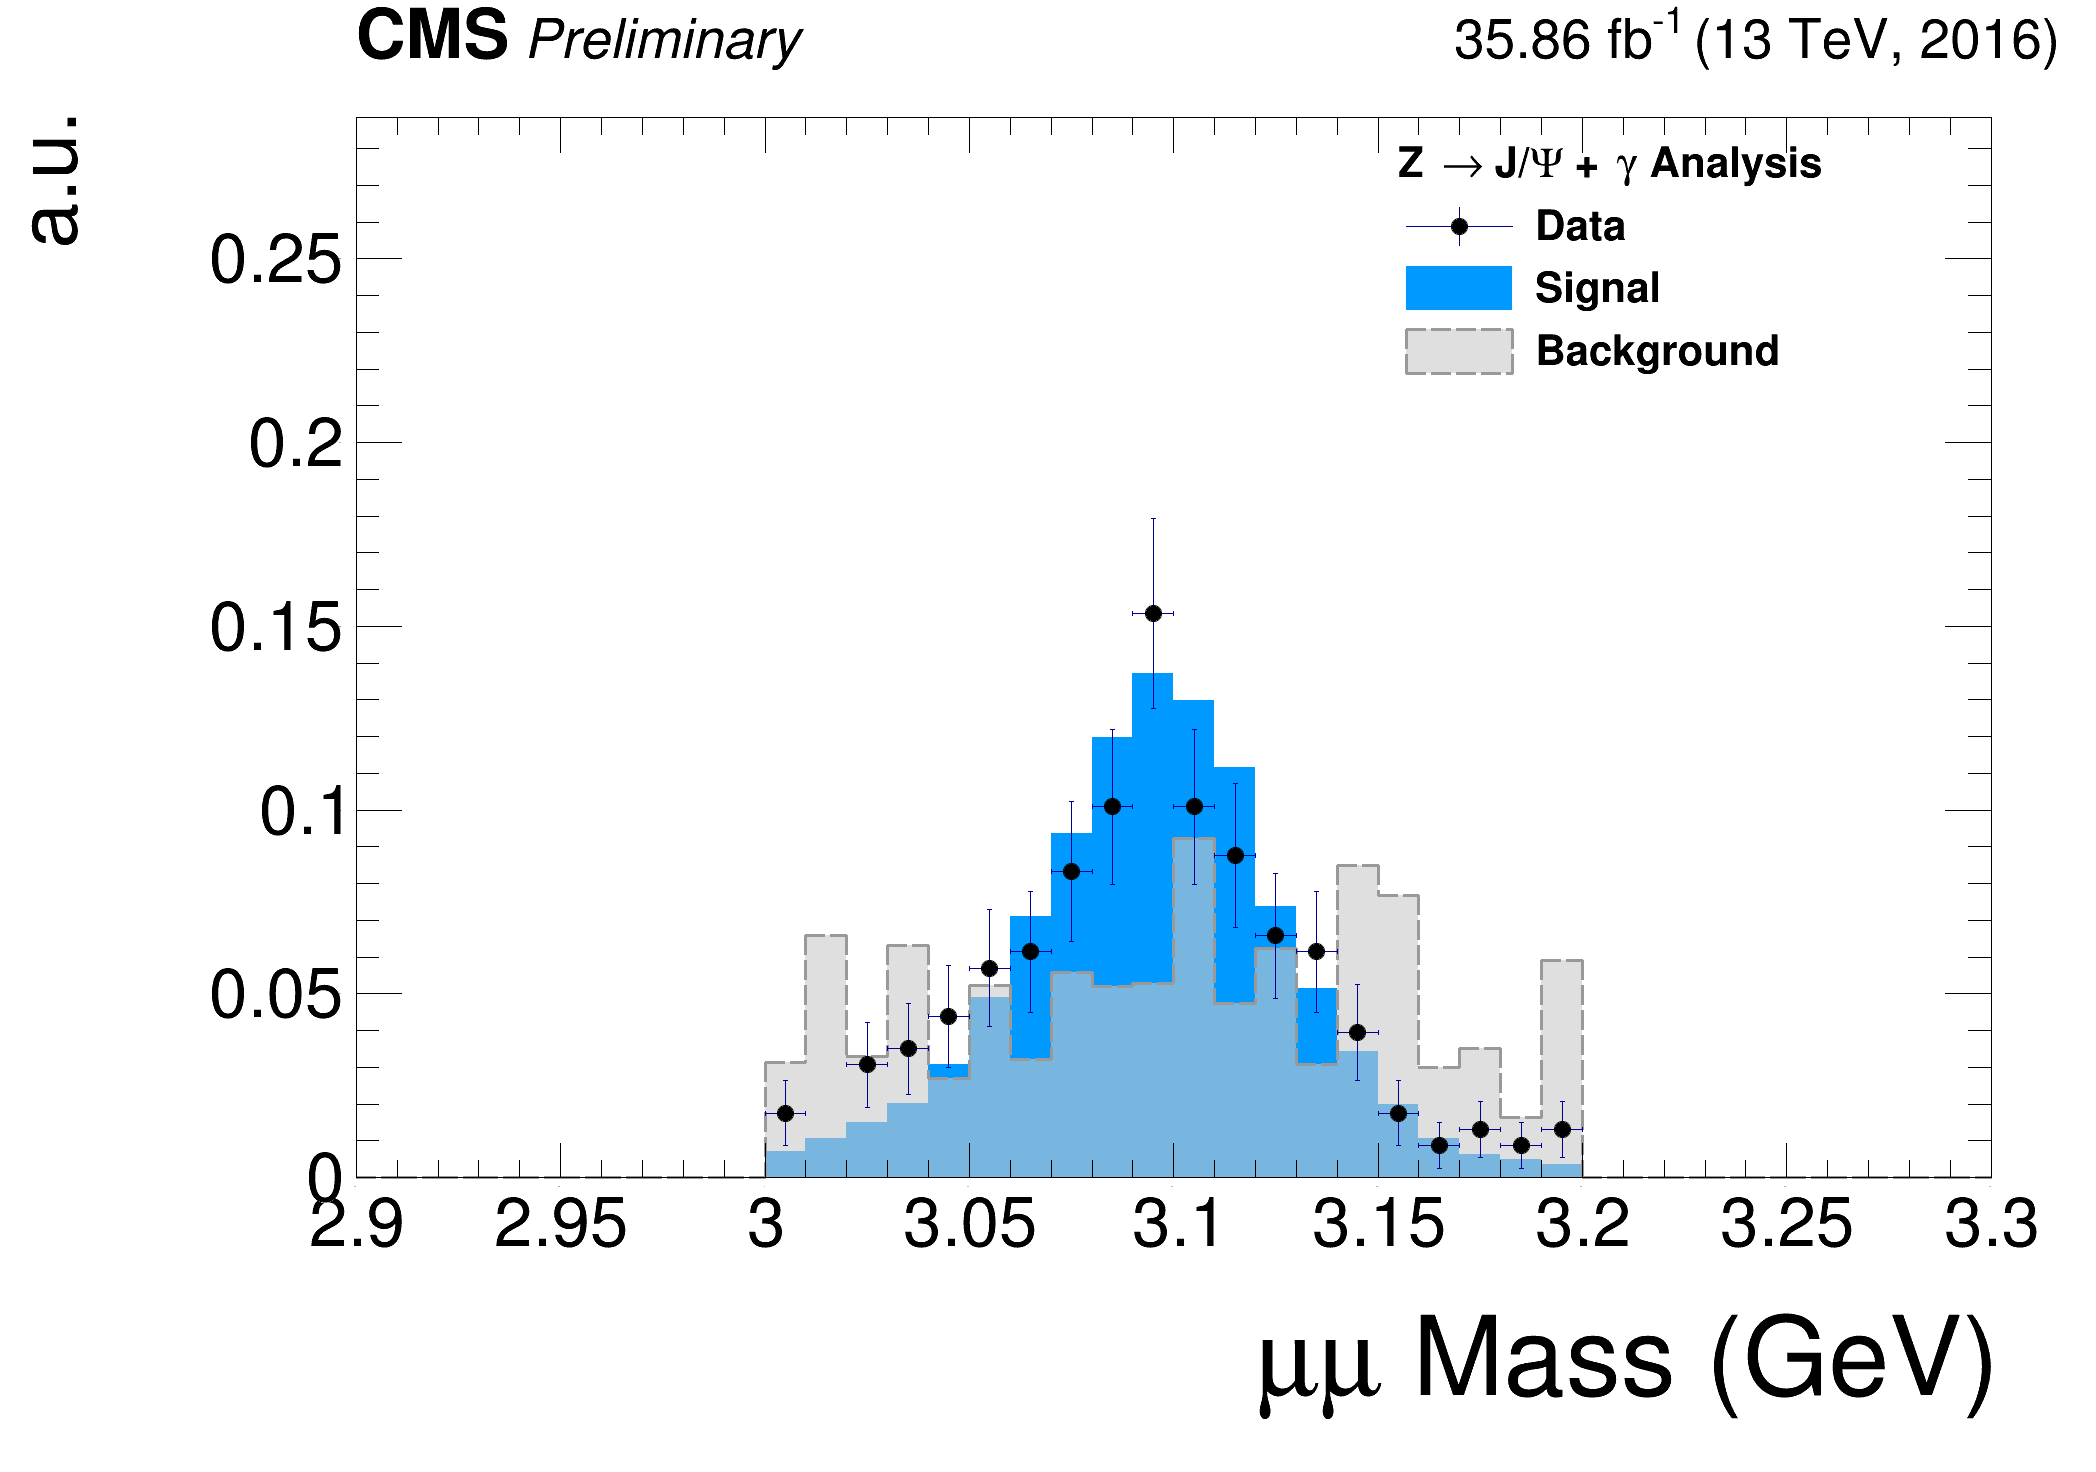 CMS Preliminary 35.86 fb⁻¹ (13 TeV, 2016)
a.u.
Z → J/Ψ + γ Analysis
Data
Signal
Background
0.25
0.2
0.15
0.1
0.05
0
2.9 2.95 3 3.05 3.1 3.15 3.2 3.25 3.3
μμ Mass (GeV)